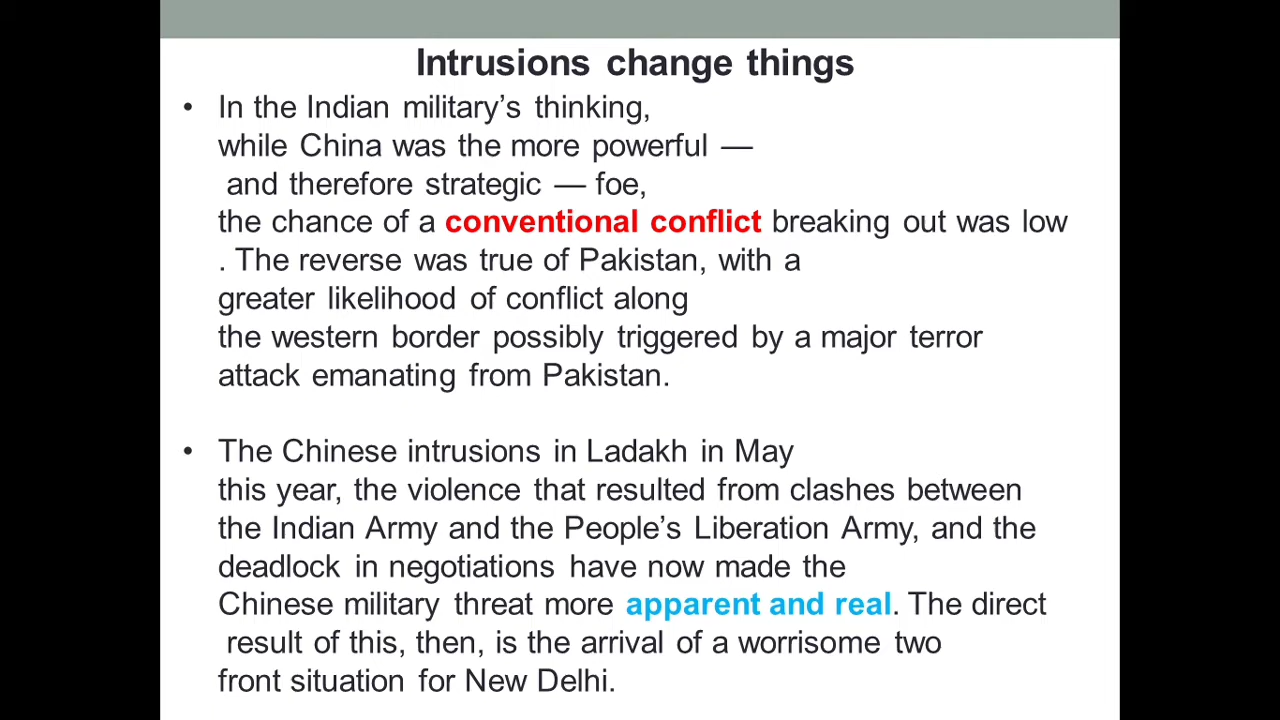 Intrusions change things
• In the Indian military’s thinking,
while China was the more powerful —
and therefore strategic — foe,
the chance of a conventional conflict breaking out was low
. The reverse was true of Pakistan, with a
greater likelihood of conflict along
the western border possibly triggered by a major terror
attack emanating from Pakistan.
• The Chinese intrusions in Ladakh in May
this year, the violence that resulted from clashes between
the Indian Army and the People’s Liberation Army, and the
deadlock in negotiations have now made the
Chinese military threat more apparent and real. The direct
result of this, then, is the arrival of a worrisome two
front situation for New Delhi.